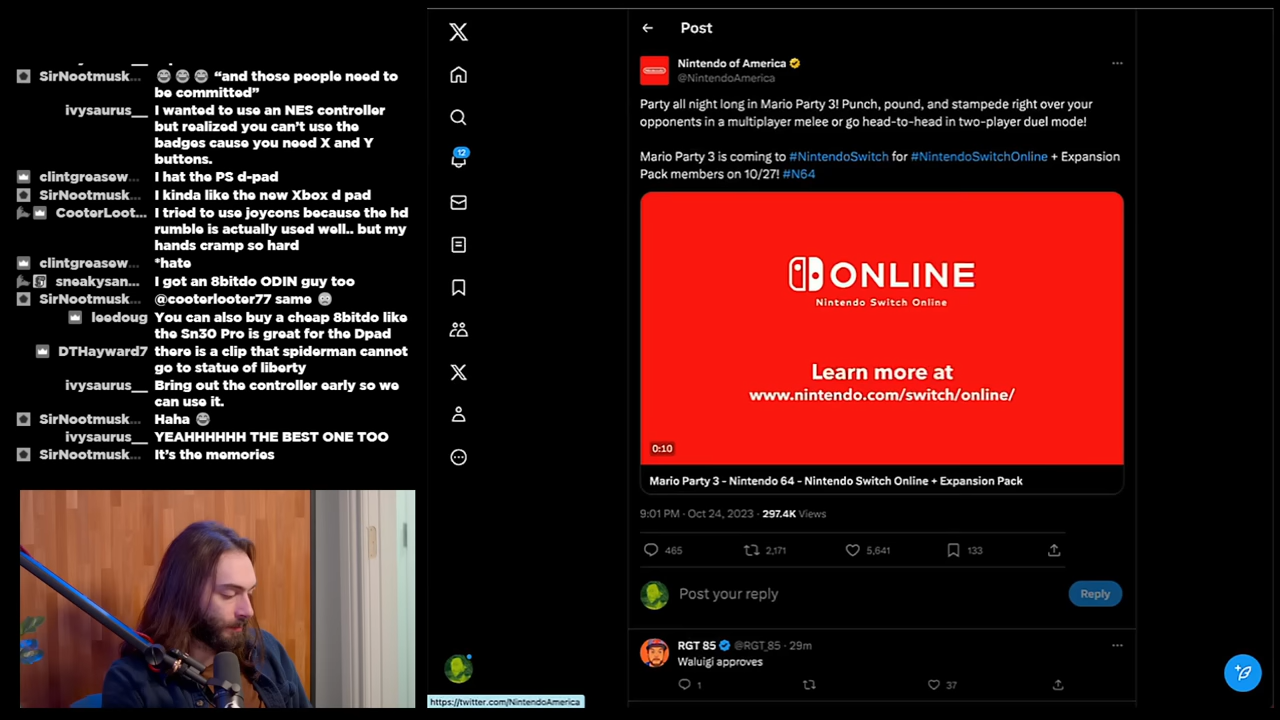 SirNootmusk... 😄 😄 😄 “and those people need to
be committed”
ivysaurus__ I wanted to use an NES controller
but realized you can’t use the
badges cause you need X and Y
buttons.
clintgreasew... I hat the PS d-pad
SirNootmusk... I kinda like the new Xbox d pad
CooterLoot... I tried to use joycons because the hd
rumble is actually used well.. but my
hands cramp so hard
clintgreasew... *hate
sneakysan... I got an 8bitdo ODIN guy too
SirNootmusk... @cooterlooter77 same
leedoug You can also buy a cheap 8bitdo like
the Sn30 Pro is great for the Dpad
DTHayward7 there is a clip that spiderman cannot
go to statue of liberty
ivysaurus__ Bring out the controller early so we
can use it.
SirNootmusk... Haha 😄
ivysaurus__ YEAHHHHHH THE BEST ONE TOO
SirNootmusk... It’s the memories
12
Post
Nintendo of America
@NintendoAmerica
Party all night long in Mario Party 3! Punch, pound, and stampede right over your
opponents in a multiplayer melee or go head-to-head in two-player duel mode!
Mario Party 3 is coming to #NintendoSwitch for #NintendoSwitchOnline + Expansion
Pack members on 10/27! #N64
ONLINE
Nintendo Switch Online
Learn more at
www.nintendo.com/switch/online/
0:10
Mario Party 3 - Nintendo 64 - Nintendo Switch Online + Expansion Pack
9:01 PM · Oct 24, 2023 · 297.4K Views
465 2,171 5,641 133
Post your reply Reply
RGT 85 @RGT_85 · 29m
Waluigi approves
1 37
https://twitter.com/NintendoAmerica